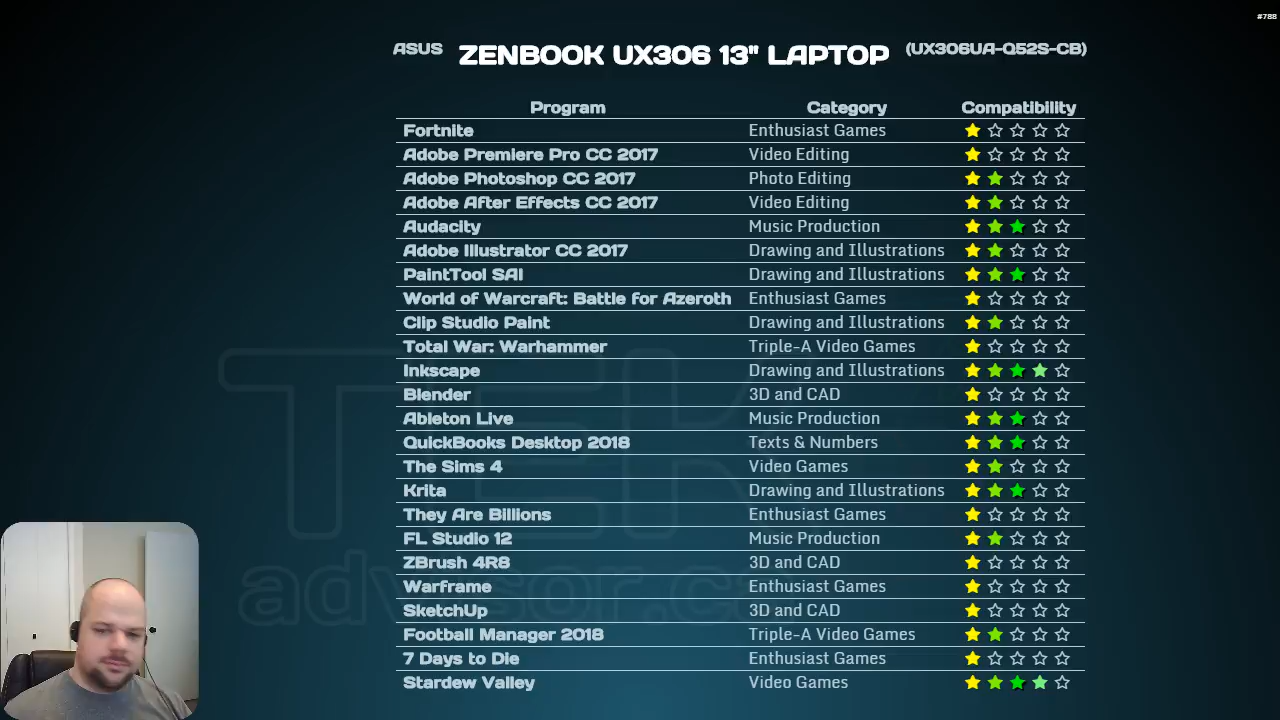 #788
ASUS ZENBOOK UX306 13" LAPTOP (UX306UA-Q52S-CB)
Program Category Compatibility
Fortnite Enthusiast Games
Adobe Premiere Pro CC 2017 Video Editing
Adobe Photoshop CC 2017 Photo Editing
Adobe After Effects CC 2017 Video Editing
Audacity Music Production
Adobe Illustrator CC 2017 Drawing and Illustrations
PaintTool SAI Drawing and Illustrations
World of Warcraft: Battle for Azeroth Enthusiast Games
Clip Studio Paint Drawing and Illustrations
Total War: Warhammer Triple-A Video Games
Inkscape Drawing and Illustrations
Blender 3D and CAD
Ableton Live Music Production
QuickBooks Desktop 2018 Texts & Numbers
The Sims 4 Video Games
Krita Drawing and Illustrations
They Are Billions Enthusiast Games
FL Studio 12 Music Production
ZBrush 4R8 3D and CAD
Warframe Enthusiast Games
SketchUp 3D and CAD
Football Manager 2018 Triple-A Video Games
7 Days to Die Enthusiast Games
Stardew Valley Video Games
TEK
advisor.ca